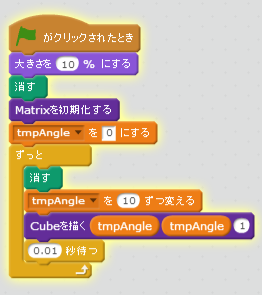 がクリックされたとき
大きさを 10 % にする
消す
Matrixを初期化する
tmpAngle を 0 にする
ずっと
消す
tmpAngle を 10 ずつ変える
Cubeを描く tmpAngle tmpAngle 1
0.01 秒待つ